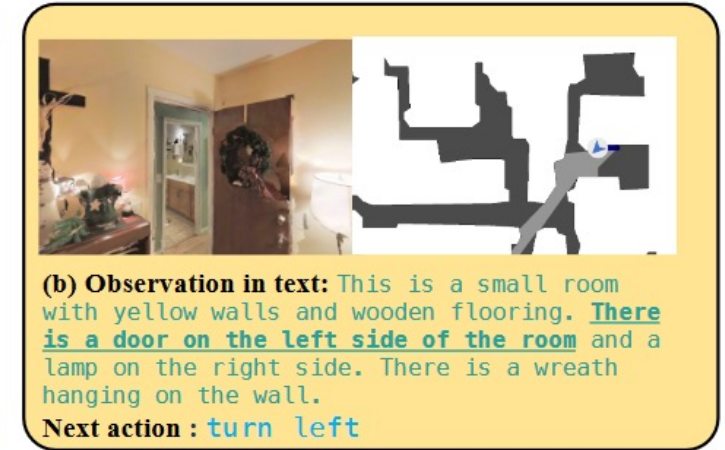 (b) Observation in text: This is a small room
with yellow walls and wooden flooring. There
is a door on the left side of the room and a
lamp on the right side. There is a wreath
hanging on the wall.
Next action : turn left